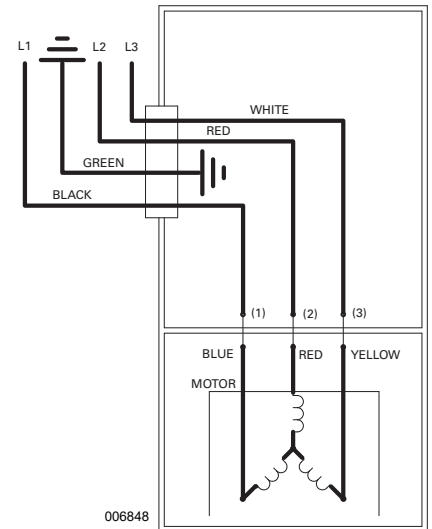 L1 L2 L3
WHITE
RED
GREEN
BLACK
(1) (2) (3)
BLUE RED YELLOW
MOTOR
006848